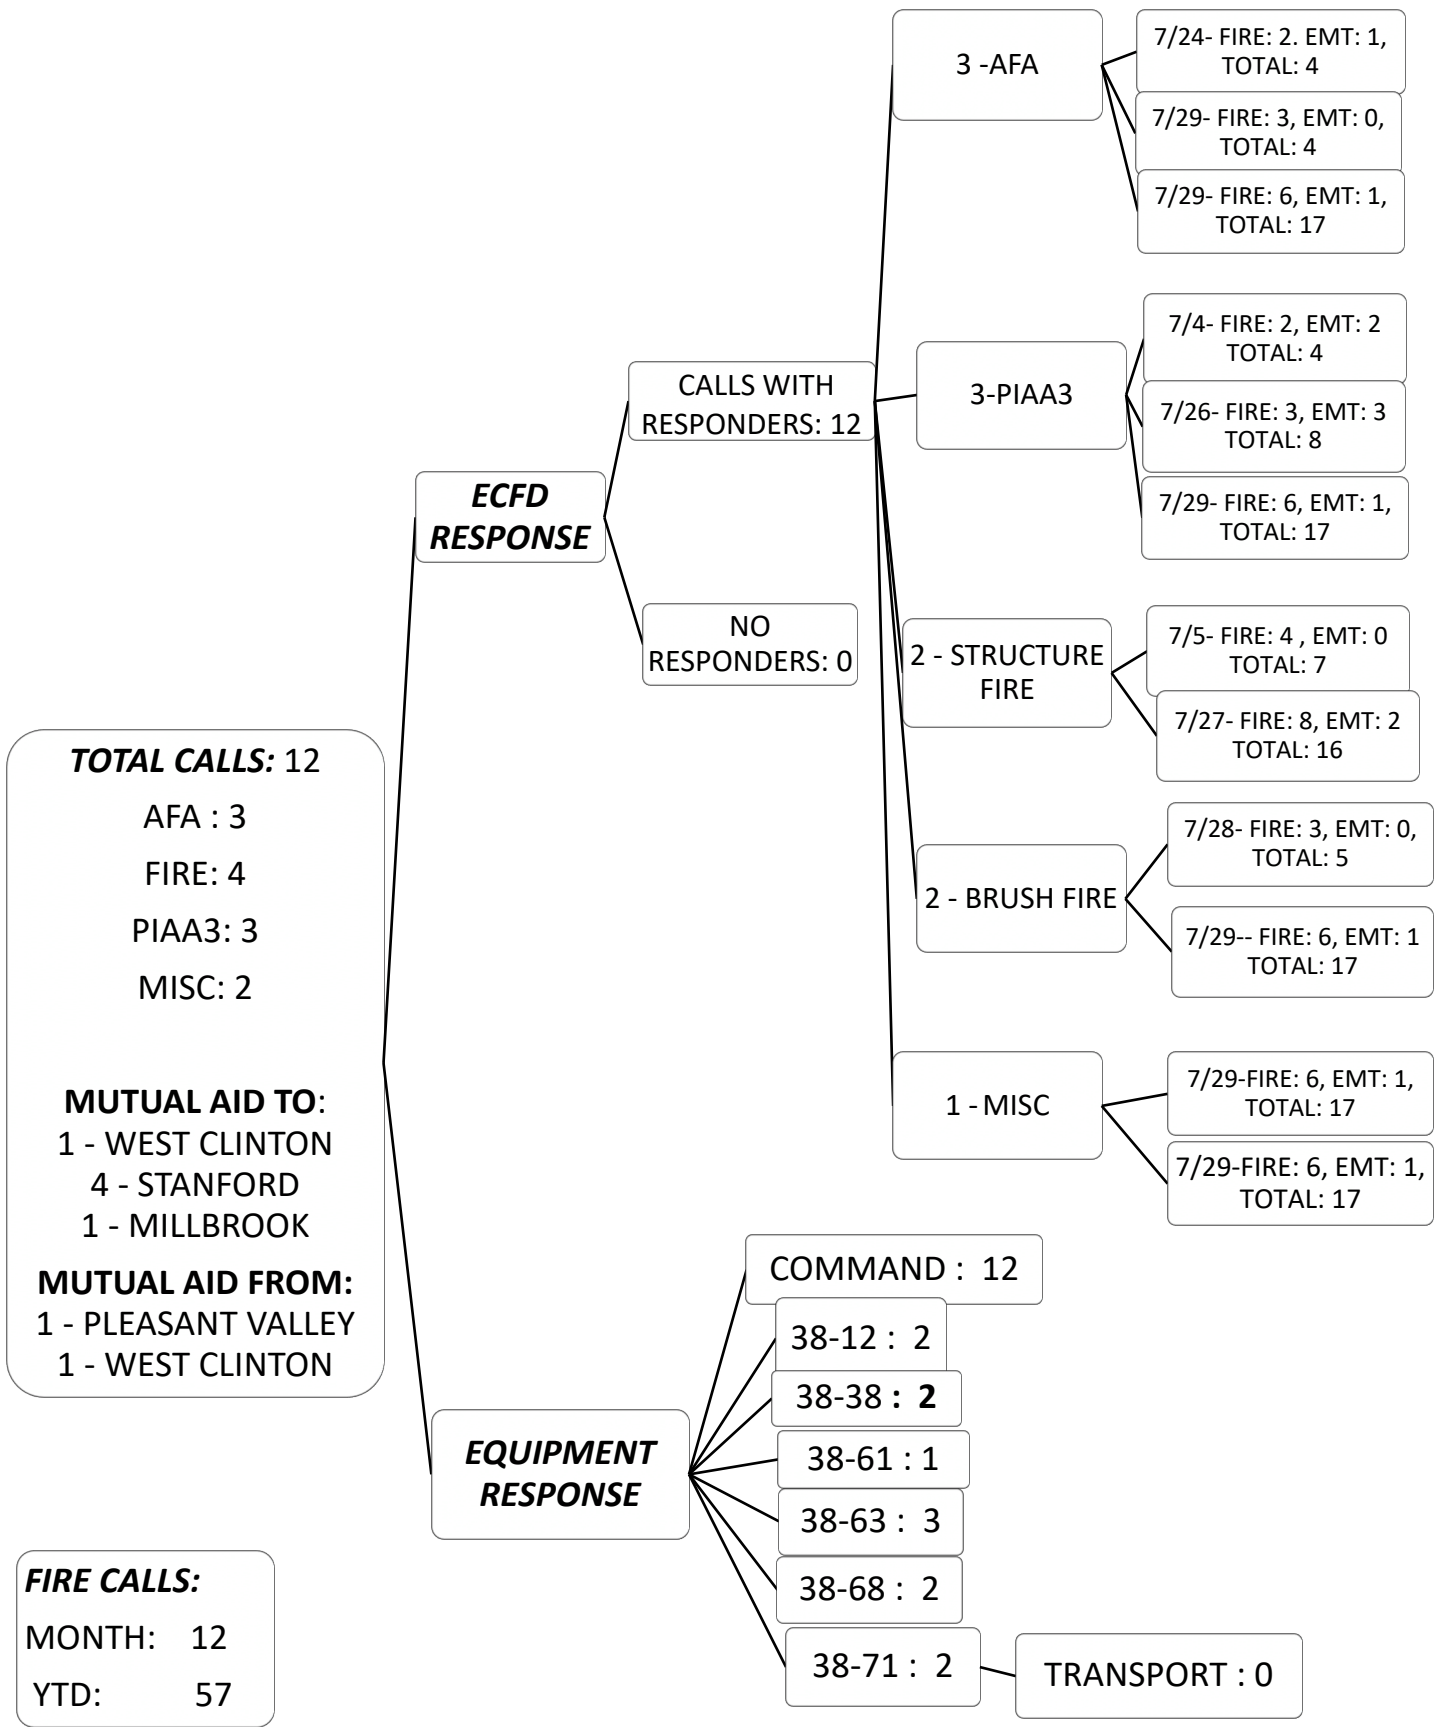 TOTAL CALLS: 12
AFA : 3
FIRE: 4
PIAA3: 3
MISC: 2
MUTUAL AID TO:
1 - WEST CLINTON
4 - STANFORD
1 - MILLBROOK
MUTUAL AID FROM:
1 - PLEASANT VALLEY
1 - WEST CLINTON
FIRE CALLS:
MONTH: 12
YTD: 57
ECFD
RESPONSE
CALLS WITH
RESPONDERS: 12
NO
RESPONDERS: 0
3 -AFA
7/24- FIRE: 2. EMT: 1,
TOTAL: 4
7/29- FIRE: 3, EMT: 0,
TOTAL: 4
7/29- FIRE: 6, EMT: 1,
TOTAL: 17
3-PIAA3
7/4- FIRE: 2, EMT: 2
TOTAL: 4
7/26- FIRE: 3, EMT: 3
TOTAL: 8
7/29- FIRE: 6, EMT: 1,
TOTAL: 17
2 - STRUCTURE
FIRE
7/5- FIRE: 4 , EMT: 0
TOTAL: 7
7/27- FIRE: 8, EMT: 2
TOTAL: 16
2 - BRUSH FIRE
7/28- FIRE: 3, EMT: 0,
TOTAL: 5
7/29-- FIRE: 6, EMT: 1
TOTAL: 17
1 - MISC
7/29-FIRE: 6, EMT: 1,
TOTAL: 17
7/29-FIRE: 6, EMT: 1,
TOTAL: 17
EQUIPMENT
RESPONSE
COMMAND : 12
38-12 : 2
38-38 : 2
38-61 : 1
38-63 : 3
38-68 : 2
38-71 : 2
TRANSPORT : 0